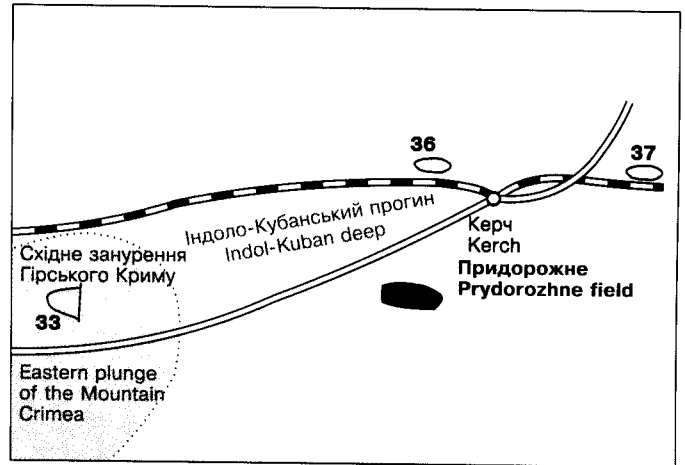 36
37
Індоло-Кубанський прогин
Indol-Kuban deep
Керч
Kerch
Придорожне
Prydorozhne field
Східне занурення
Гірського Криму
33
Eastern plunge
of the Mountain
Crimea